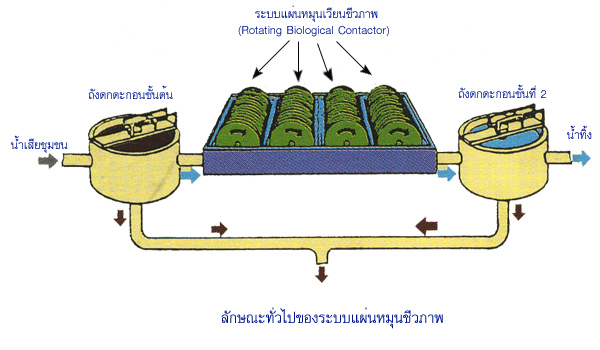 ระบบแผ่นหมุนเวียนชีวภาพ
(Rotating Biological Contactor)
ถังตกตะกอนชั้นต้น
ถังตกตะกอนชั้นที่ 2
น้ำเสียชุมชน
น้ำทิ้ง
ลักษณะทั่วไปของระบบแผ่นหมุนชีวภาพ